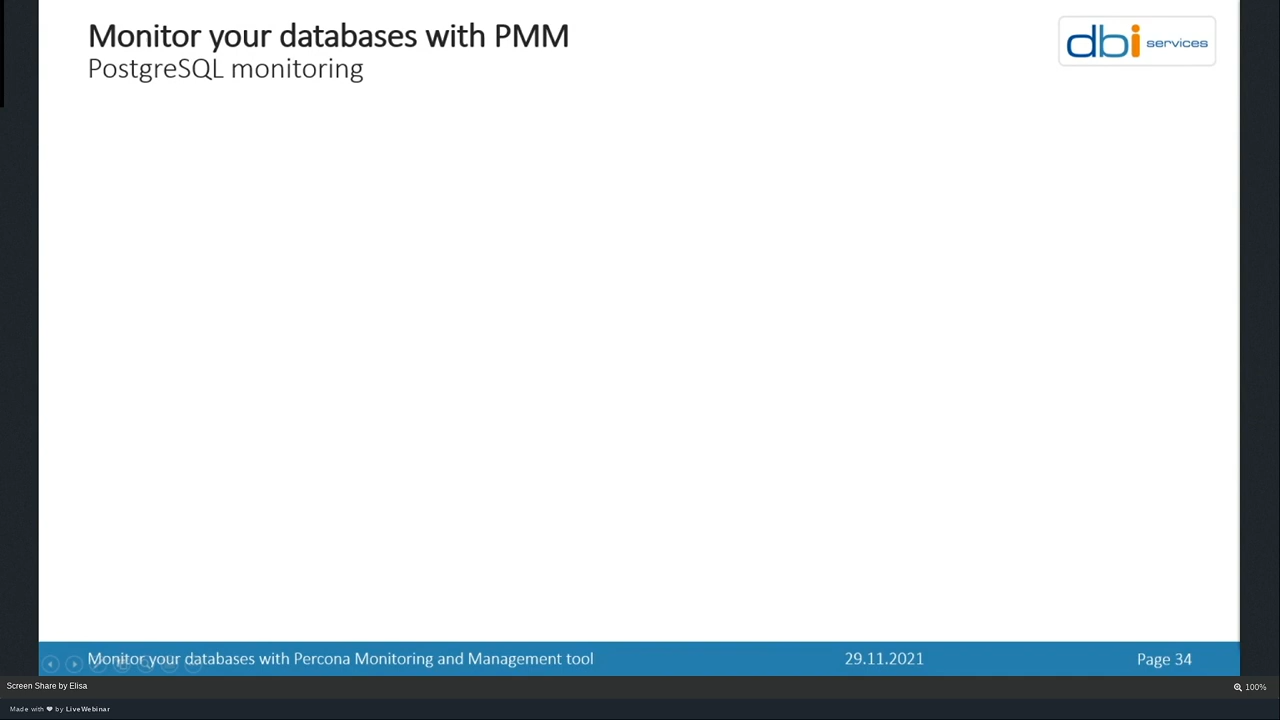 Monitor your databases with PMM
PostgreSQL monitoring
dbi services
Monitor your databases with Percona Monitoring and Management tool
29.11.2021
Page 34
Screen Share by Elisa
100%
Made with ❤ by LiveWebinar